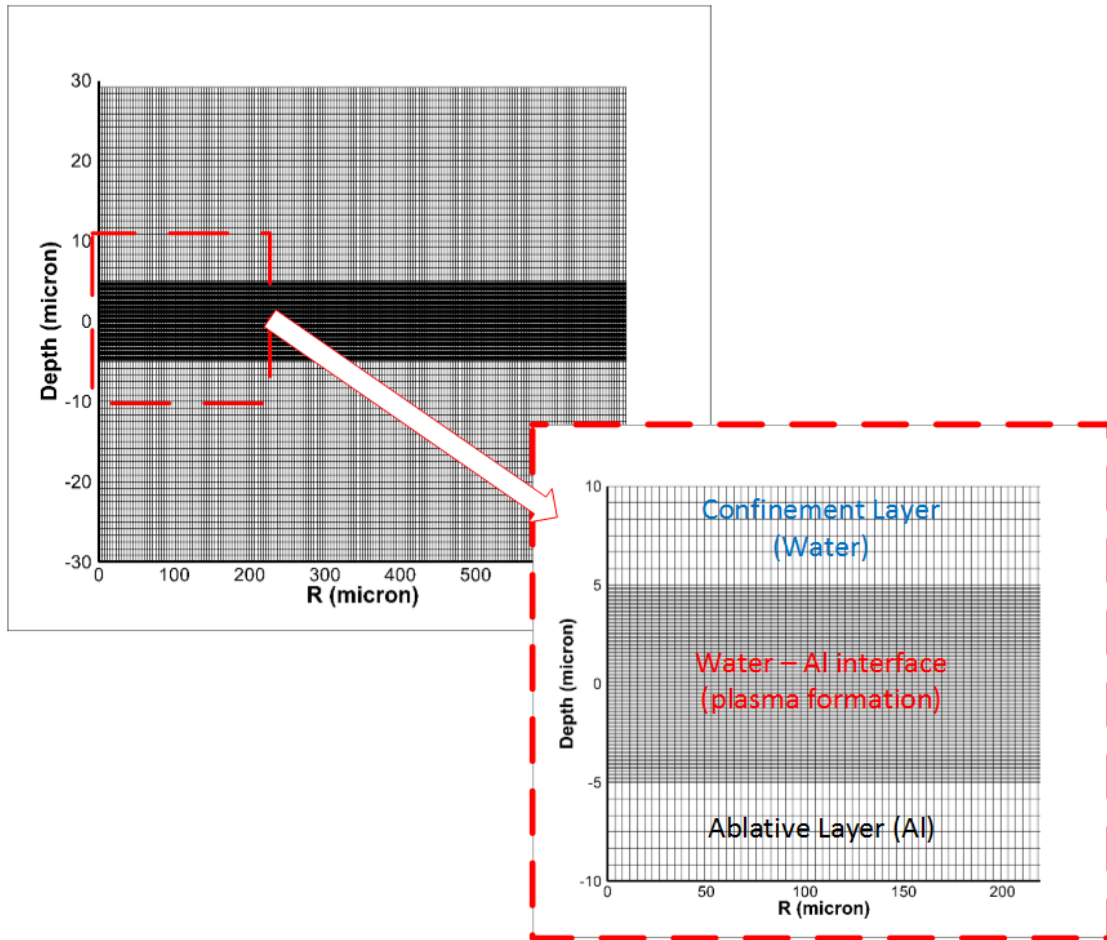 30
20
10
0
-10
-20
-30
Depth (micron)
0 100 200 300 400 500
R (micron)
10
5
0
-5
-10
Depth (micron)
Confinement Layer
(Water)
Water – Al interface
(plasma formation)
Ablative Layer (Al)
0 50 100 150 200
R (micron)